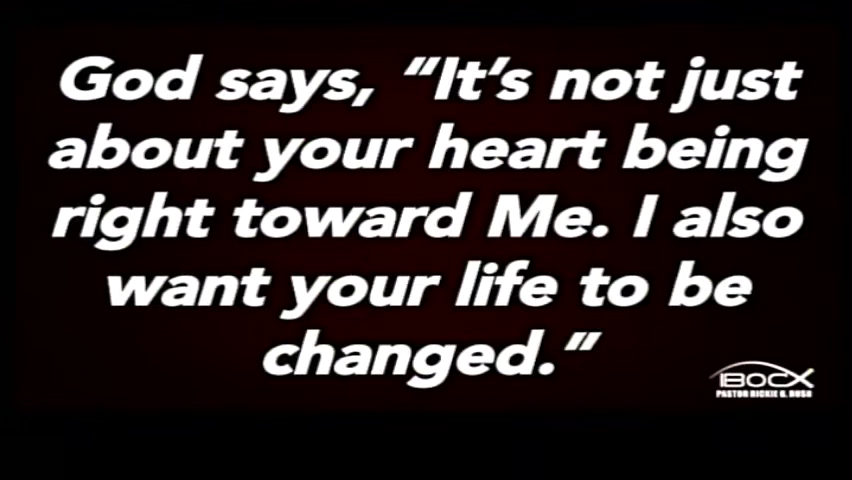 God says, “It’s not just
about your heart being
right toward Me. I also
want your life to be
changed.”
IBOCX
PASTOR RICKIE G. RUSH